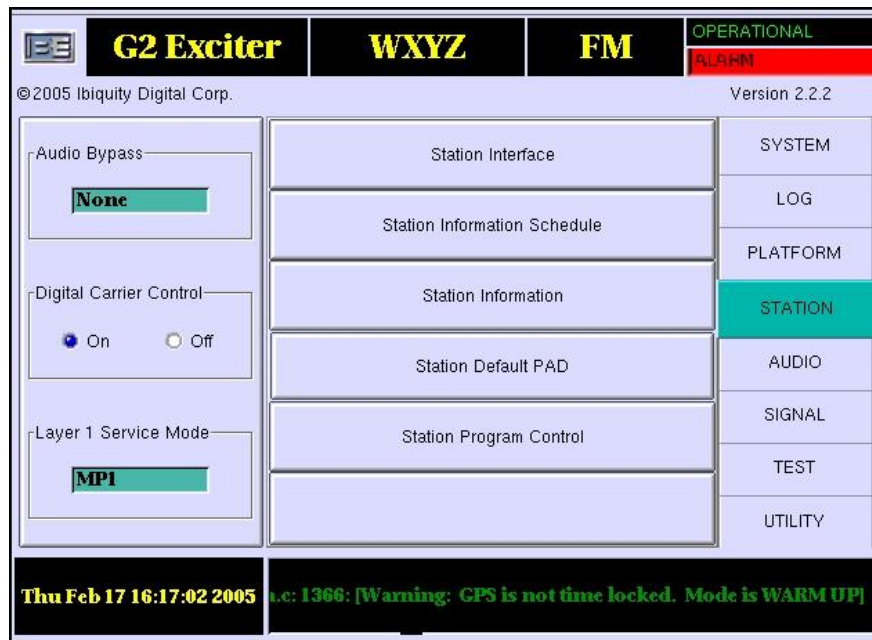 G2 Exciter
WXYZ
FM
OPERATIONAL
ALARM
©2005 Ibiquity Digital Corp.
Version 2.2.2
Audio Bypass
None
Digital Carrier Control
On
Off
Layer 1 Service Mode
MP1
Station Interface
Station Information Schedule
Station Information
Station Default PAD
Station Program Control
SYSTEM
LOG
PLATFORM
STATION
AUDIO
SIGNAL
TEST
UTILITY
Thu Feb 17 16:17:02 2005
.c: 1366: [Warning: GPS is not time locked. Mode is WARM UP]